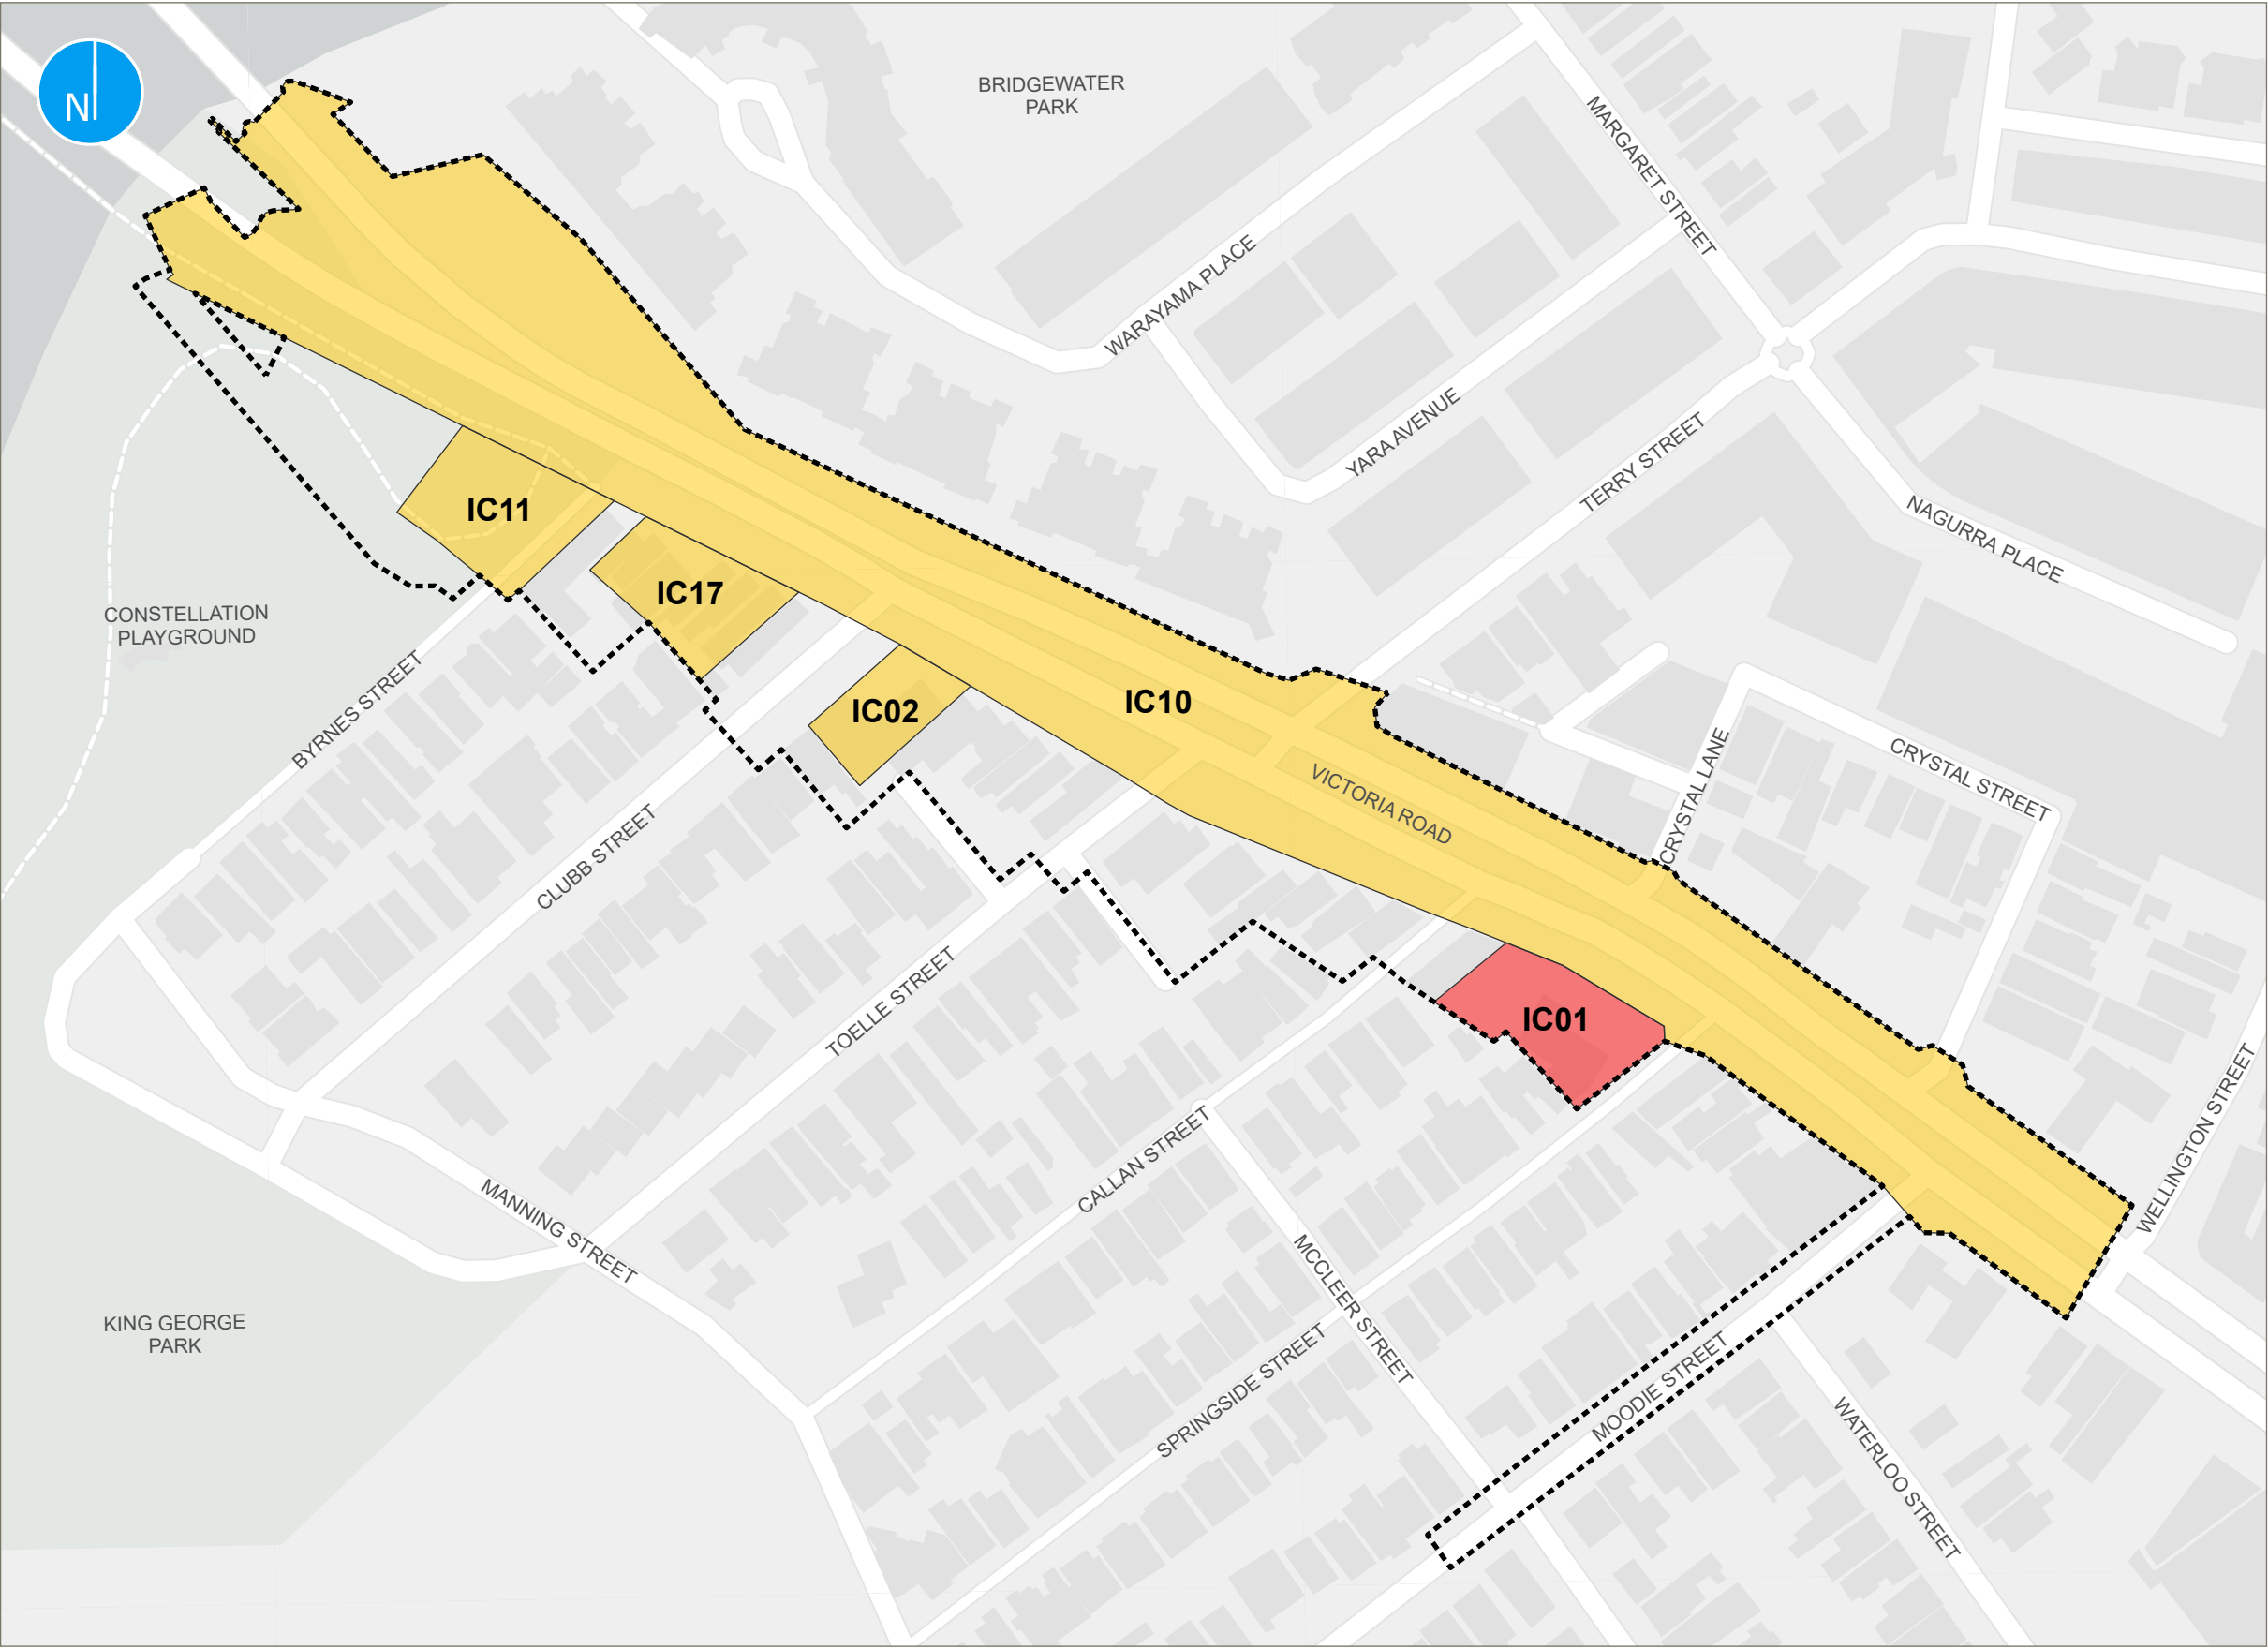 N
BRIDGEWATER
PARK
MARGARET STREET
WARAYAMA PLACE
YARA AVENUE
TERRY STREET
NAGURRA PLACE
IC11
IC17
IC02
IC10
CONSTELLATION
PLAYGROUND
BYRNES STREET
VICTORIA ROAD
CRYSTAL LANE
CRYSTAL STREET
CLUBB STREET
TOELLE STREET
IC01
CALLAN STREET
WELLINGTON STREET
MANNING STREET
MCCLEER STREET
KING GEORGE
PARK
SPRINGSIDE STREET
MOODIE STREET
WATERLOO STREET